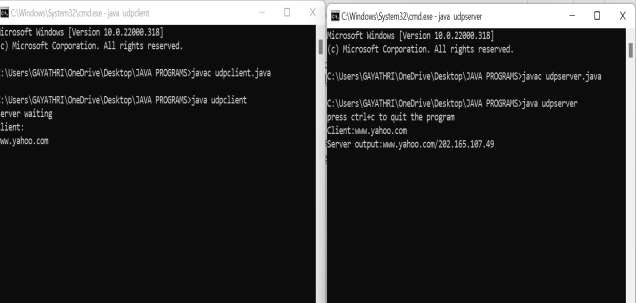 C:\Windows\System32\cmd.exe - java udpclient
icrosoft Windows [Version 10.0.22000.318]
c) Microsoft Corporation. All rights reserved.
:\Users\GAYATHRI\OneDrive\Desktop\JAVA PROGRAMS>javac udpclient.java
:\Users\GAYATHRI\OneDrive\Desktop\JAVA PROGRAMS>java udpclient
erver waiting
lient:
ww.yahoo.com
C:\Windows\System32\cmd.exe - java udpserver
Microsoft Windows [Version 10.0.22000.318]
(c) Microsoft Corporation. All rights reserved.
C:\Users\GAYATHRI\OneDrive\Desktop\JAVA PROGRAMS>javac udpserver.java
C:\Users\GAYATHRI\OneDrive\Desktop\JAVA PROGRAMS>java udpserver
press ctrl+c to quit the program
Client:www.yahoo.com
Server output:www.yahoo.com/202.165.107.49